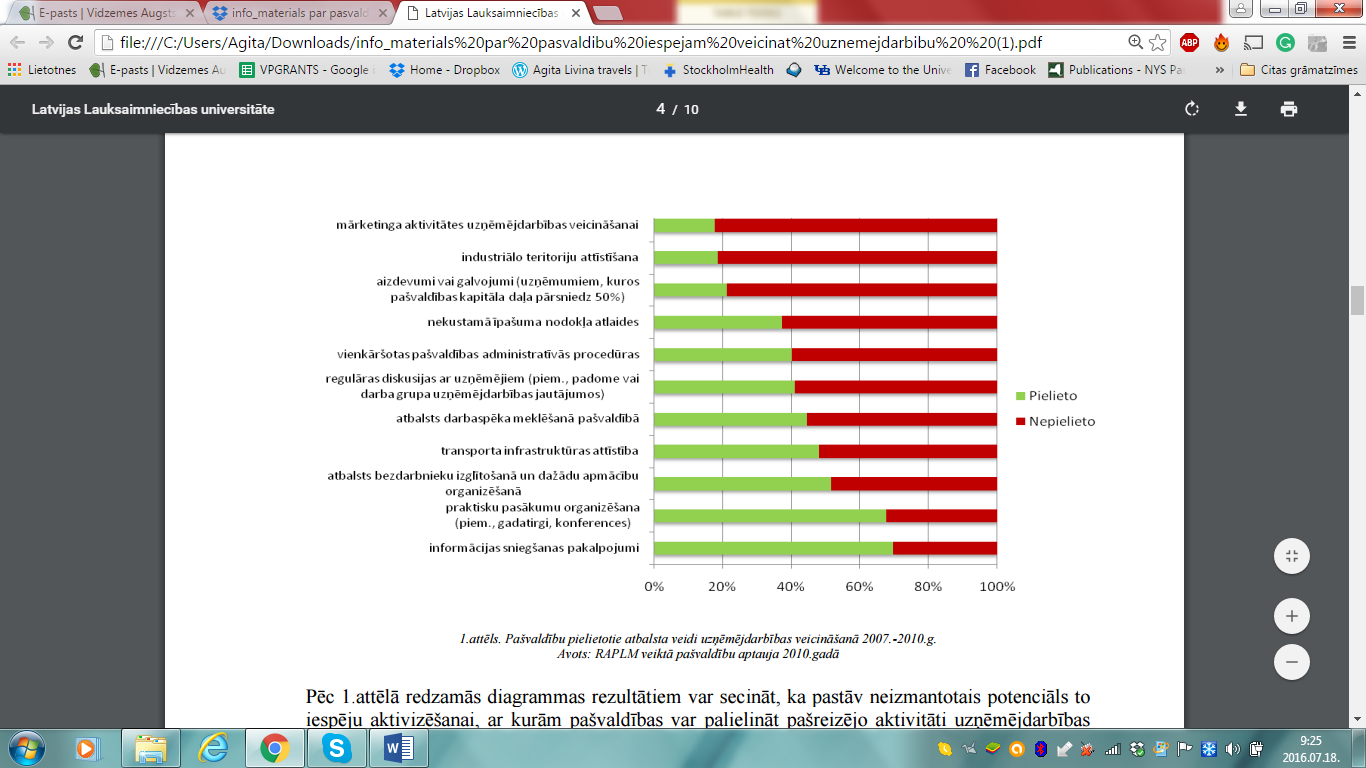 E-pasts | Vidzemes Augsts
info_materials par pasvald
Latvijas Lauksaimniecības
file:///C:/Users/Agita/Downloads/info_materials%20par%20pasvaldibu%20iespejam%20veicinat%20uznemejdarbibu%20%20(1).pdf
ABP
Lietotnes
E-pasts | Vidzemes Au
VPGRANTS - Google
Home - Dropbox
Agita Livina travels | T
StockholmHealth
Welcome to the Unive
Facebook
Publications - NYS Pa
»
Citas grāmatzīmes
Latvijas Lauksaimniecības universitāte
4 / 10
mārketinga aktivitātes uzņēmējdarbības veicināšanai
industriālo teritoriju attīstīšana
aizdevumi vai galvojumi (uzņēmumiem, kuros
pašvaldības kapitāla daļa pārsniedz 50%)
nekustamā īpašuma nodokļa atlaides
vienkāršotas pašvaldības administratīvās procedūras
regulāras diskusijas ar uzņēmējiem (piem., padome vai
darba grupa uzņēmējdarbības jautājumos)
atbalsts darbaspēka meklēšanā pašvaldībā
transporta infrastruktūras attīstība
atbalsts bezdarbnieku izglītošanā un dažādu apmācību
organizēšanā
praktisku pasākumu organizēšana
(piem., gadatirgi, konferences)
informācijas sniegšanas pakalpojumi
0% 20% 40% 60% 80% 100%
Pielieto
Nepielieto
1.attēls. Pašvaldību pielietotie atbalsta veidi uzņēmējdarbības veicināšanā 2007.-2010.g.
Avots: RAPLM veiktā pašvaldību aptauja 2010.gadā
Pēc 1.attēlā redzamās diagrammas rezultātiem var secināt, ka pastāv neizmantotais potenciāls to
iespēju aktivizēšanai, ar kurām pašvaldības var palielināt pašreizējo aktivitāti uzņēmējdarbības
9:25
2016.07.18.